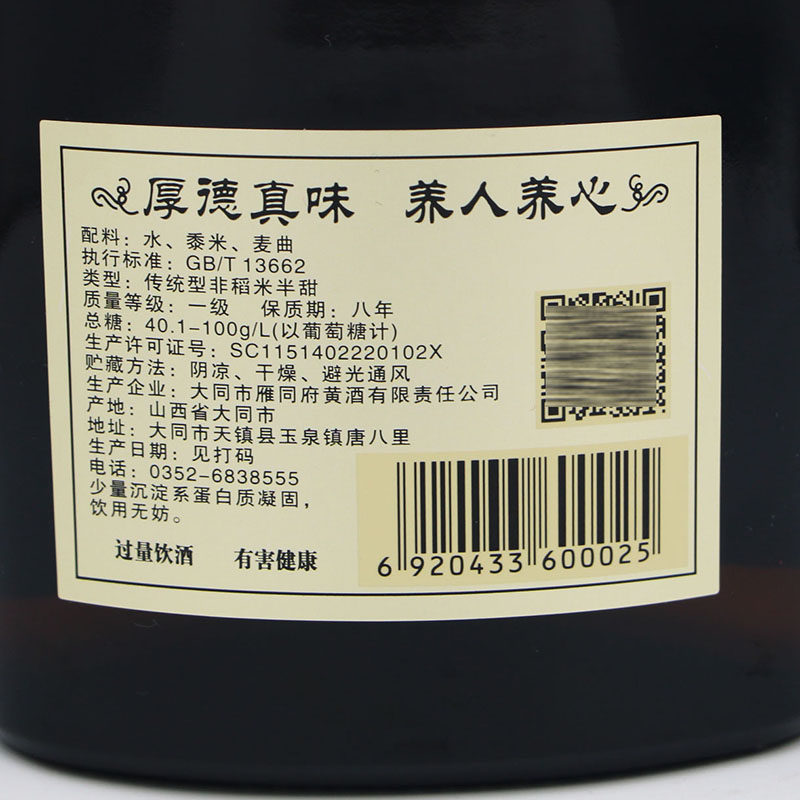 厚德真味 养人养心
配料：水、黍米、麦曲
执行标准：GB/T 13662
类型：传统型非稻米半甜
质量等级：一级 保质期：八年
总糖：40.1-100g/L(以葡萄糖计)
生产许可证号：SC1151402220102X
贮藏方法：阴凉、干燥、避光通风
生产企业：大同市雁同府黄酒有限责任公司
产地：山西省大同市
地址：大同市天镇县玉泉镇唐八里
生产日期：见打码
电话：0352-6838555
少量沉淀系蛋白质凝固，
饮用无妨。
过量饮酒 有害健康
6 920433 600025